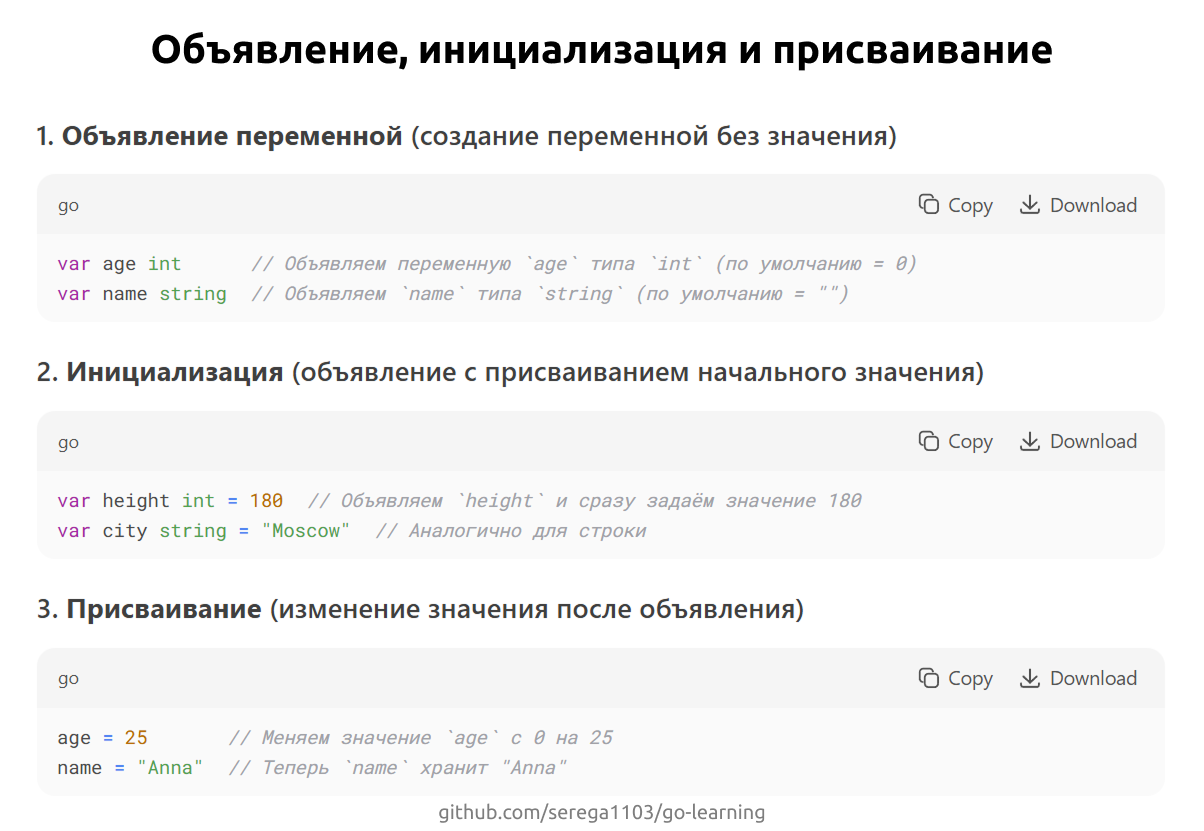 Объявление, инициализация и присваивание
1. Объявление переменной (создание переменной без значения)
go Copy Download
var age int // Объявляем переменную `age` типа `int` (по умолчанию = 0)
var name string // Объявляем `name` типа `string` (по умолчанию = "")
2. Инициализация (объявление с присваиванием начального значения)
go Copy Download
var height int = 180 // Объявляем `height` и сразу задаём значение 180
var city string = "Moscow" // Аналогично для строки
3. Присваивание (изменение значения после объявления)
go Copy Download
age = 25 // Меняем значение `age` с 0 на 25
name = "Anna" // Теперь `name` хранит "Anna"
github.com/serega1103/go-learning